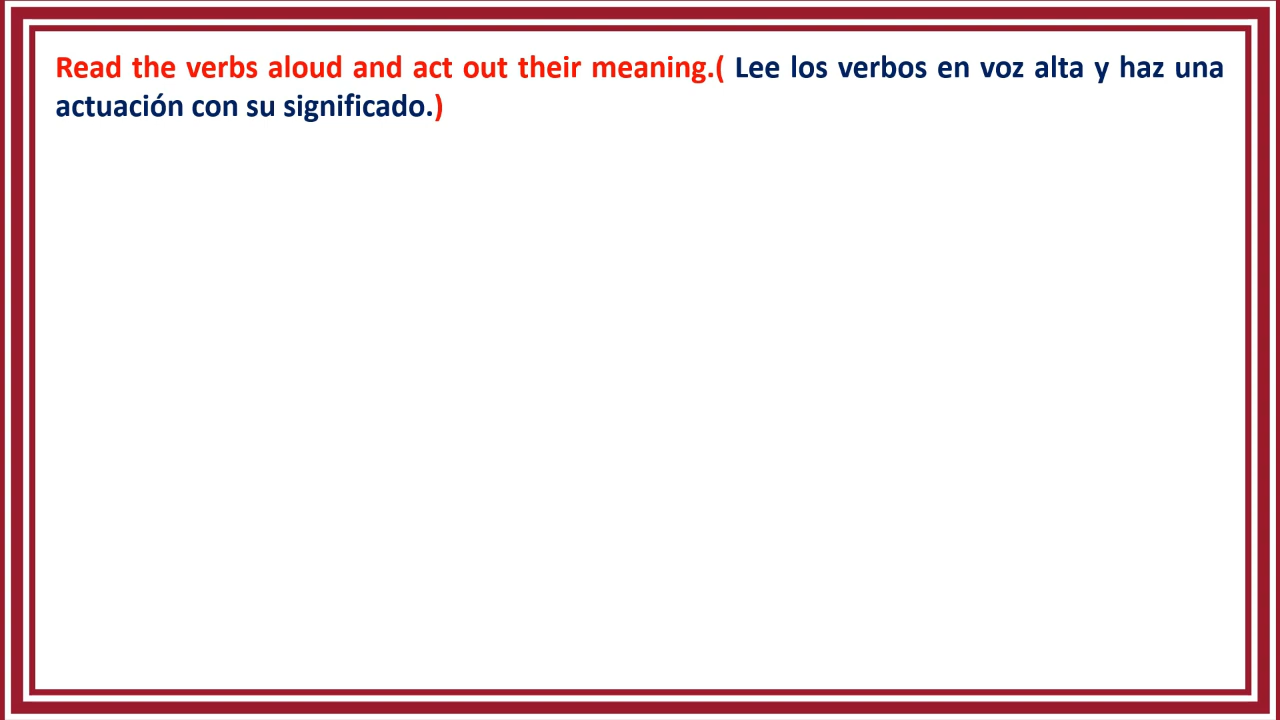 Read the verbs aloud and act out their meaning.( Lee los verbos en voz alta y haz una
actuación con su significado.)